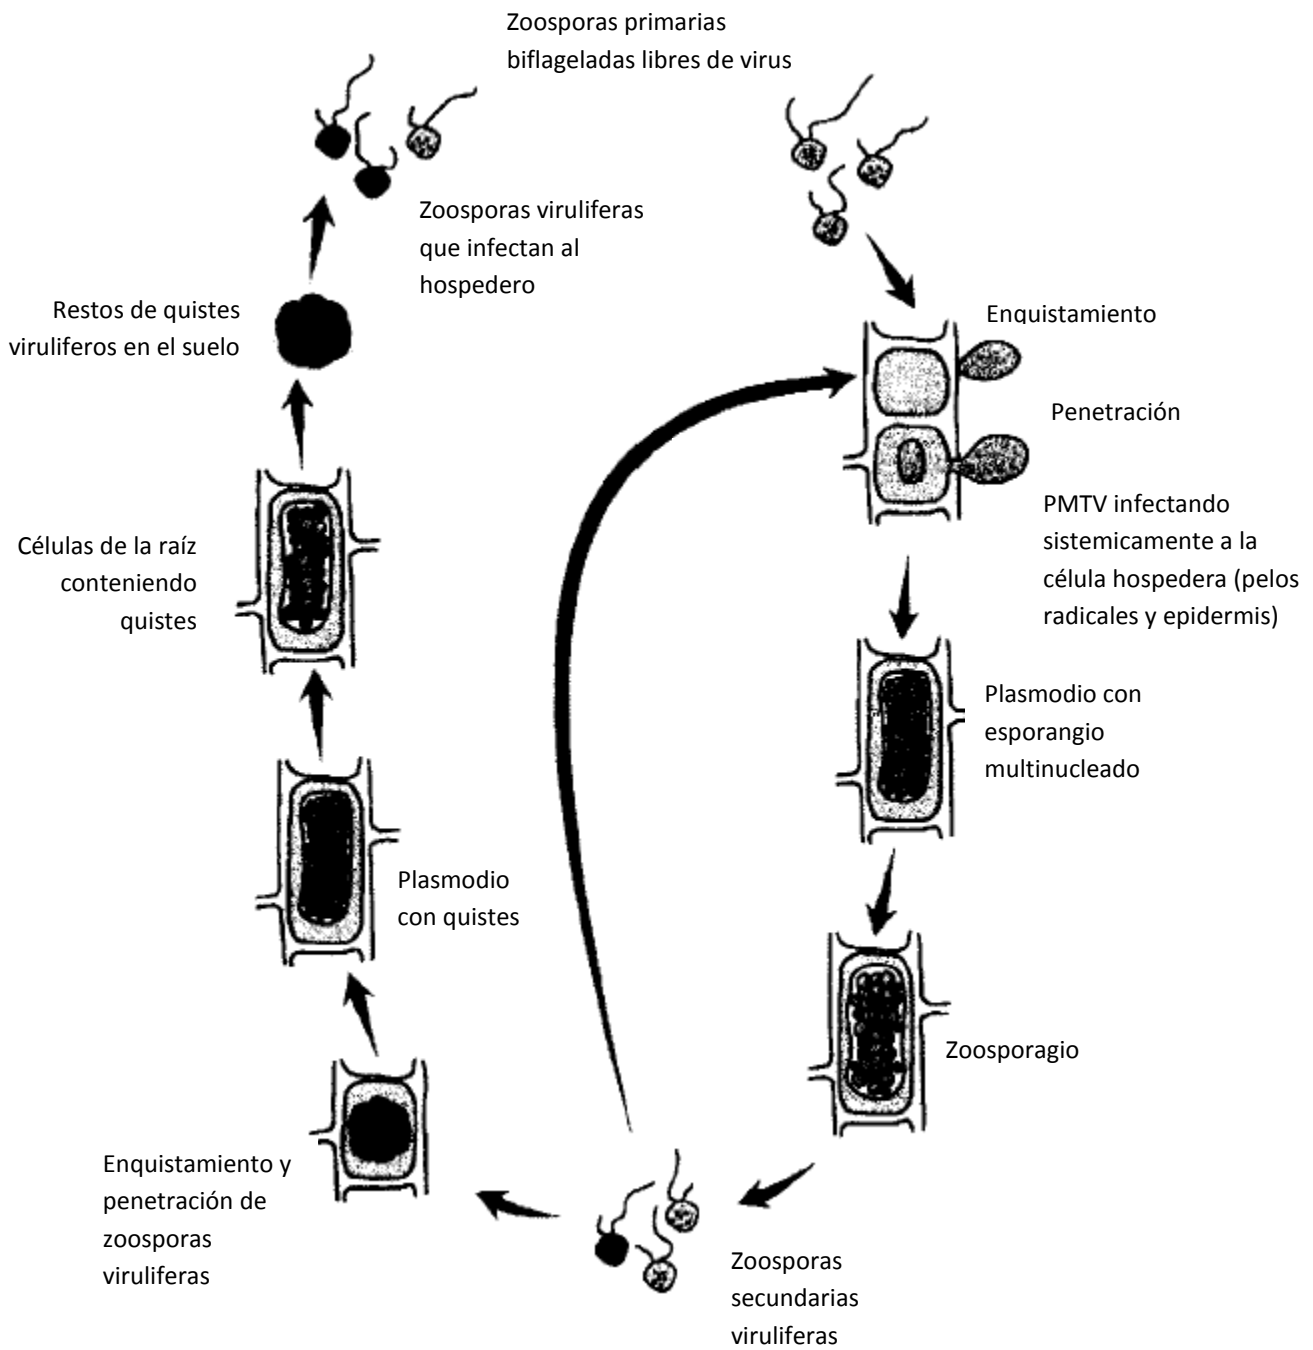 Zoosporas primarias
biflageladas libres de virus
Zoosporas viruliferas
que infectan al
hospedero
Restos de quistes
viruliferos en el suelo
Enquistamiento
Penetración
PMTV infectando
sistemicamente a la
célula hospedera (pelos
radicales y epidermis)
Células de la raíz
conteniendo
quistes
Plasmodio con
esporangio
multinucleado
Plasmodio
con quistes
Zoosporagio
Enquistamiento y
penetración de
zoosporas
viruliferas
Zoosporas
secundarias
viruliferas